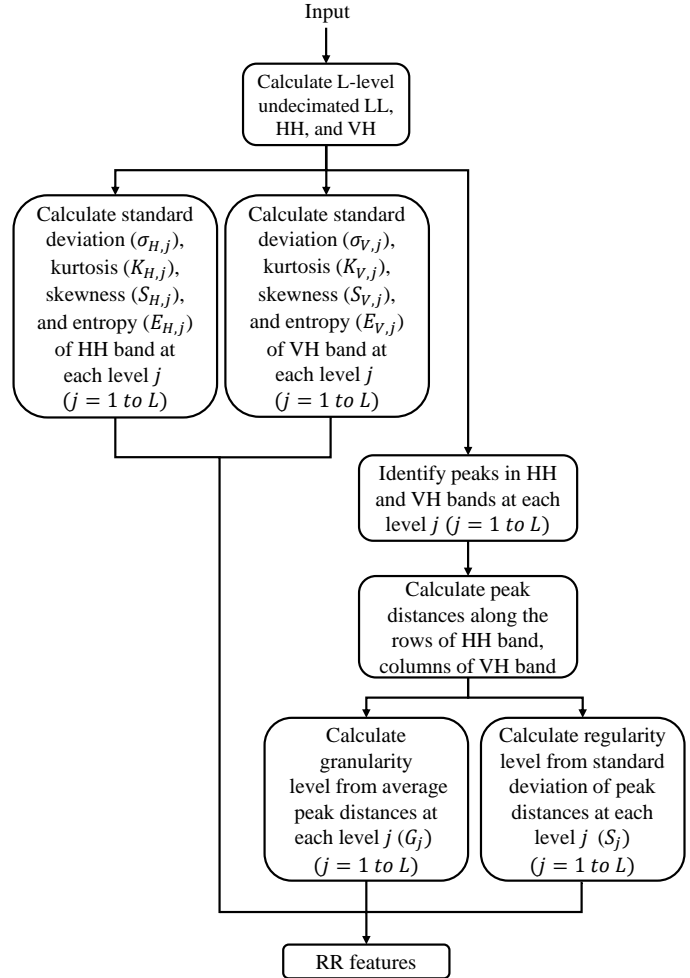 Input
Calculate L-level
undecimated LL,
HH, and VH
Calculate standard
deviation (σ_{H,j}),
kurtosis (K_{H,j}),
skewness (S_{H,j}),
and entropy (E_{H,j})
of HH band at
each level j
(j = 1 to L)
Calculate standard
deviation (σ_{V,j}),
kurtosis (K_{V,j}),
skewness (S_{V,j}),
and entropy (E_{V,j})
of VH band at
each level j
(j = 1 to L)
Identify peaks in HH
and VH bands at each
level j (j = 1 to L)
Calculate peak
distances along the
rows of HH band,
columns of VH band
Calculate
granularity
level from average
peak distances at
each level j (G_j)
(j = 1 to L)
Calculate regularity
level from standard
deviation of peak
distances at each
level j (S_j)
(j = 1 to L)
RR features